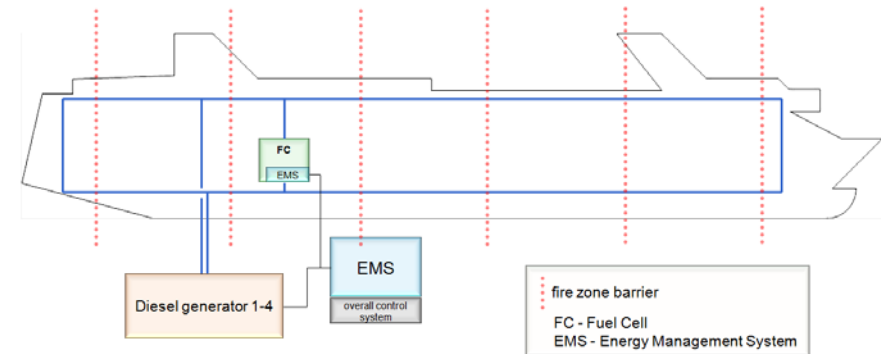 FC
EMS
EMS
Diesel generator 1-4
overall control
system
fire zone barrier
FC - Fuel Cell
EMS - Energy Management System